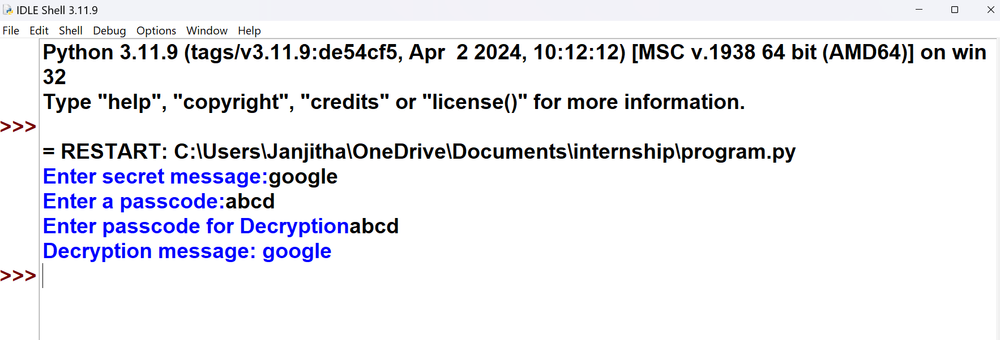 IDLE Shell 3.11.9
File Edit Shell Debug Options Window Help
Python 3.11.9 (tags/v3.11.9:de54cf5, Apr  2 2024, 10:12:12) [MSC v.1938 64 bit (AMD64)] on win
32
Type "help", "copyright", "credits" or "license()" for more information.
>>>
= RESTART: C:\Users\Janjitha\OneDrive\Documents\internship\program.py
Enter secret message:google
Enter a passcode:abcd
Enter passcode for Decryptionabcd
Decryption message: google
>>>